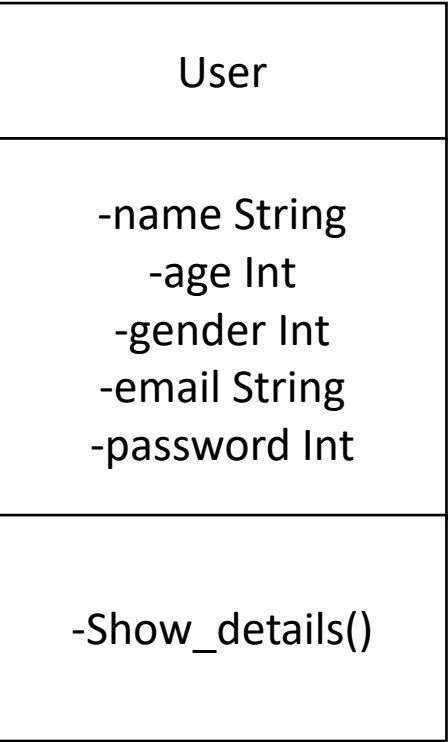 User
-name String
-age Int
-gender Int
-email String
-password Int
-Show_details()